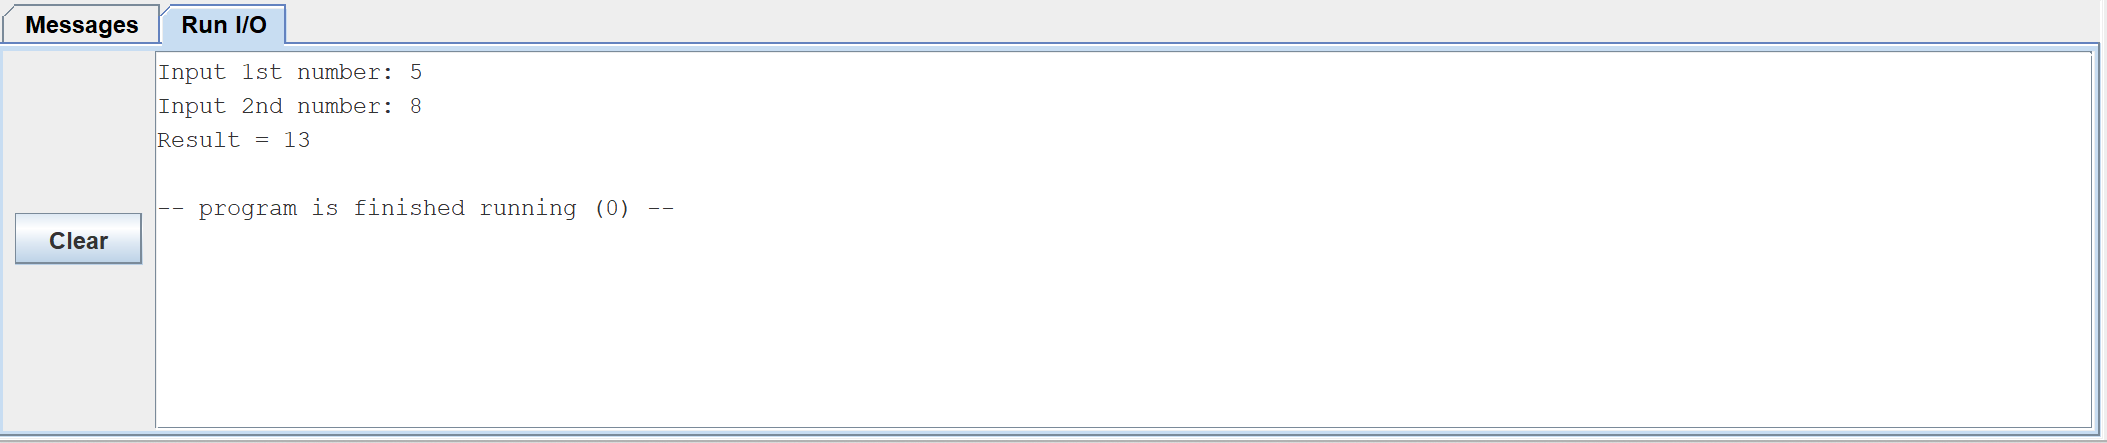 Messages Run I/O
Input 1st number: 5
Input 2nd number: 8
Result = 13
-- program is finished running (0) --
Clear